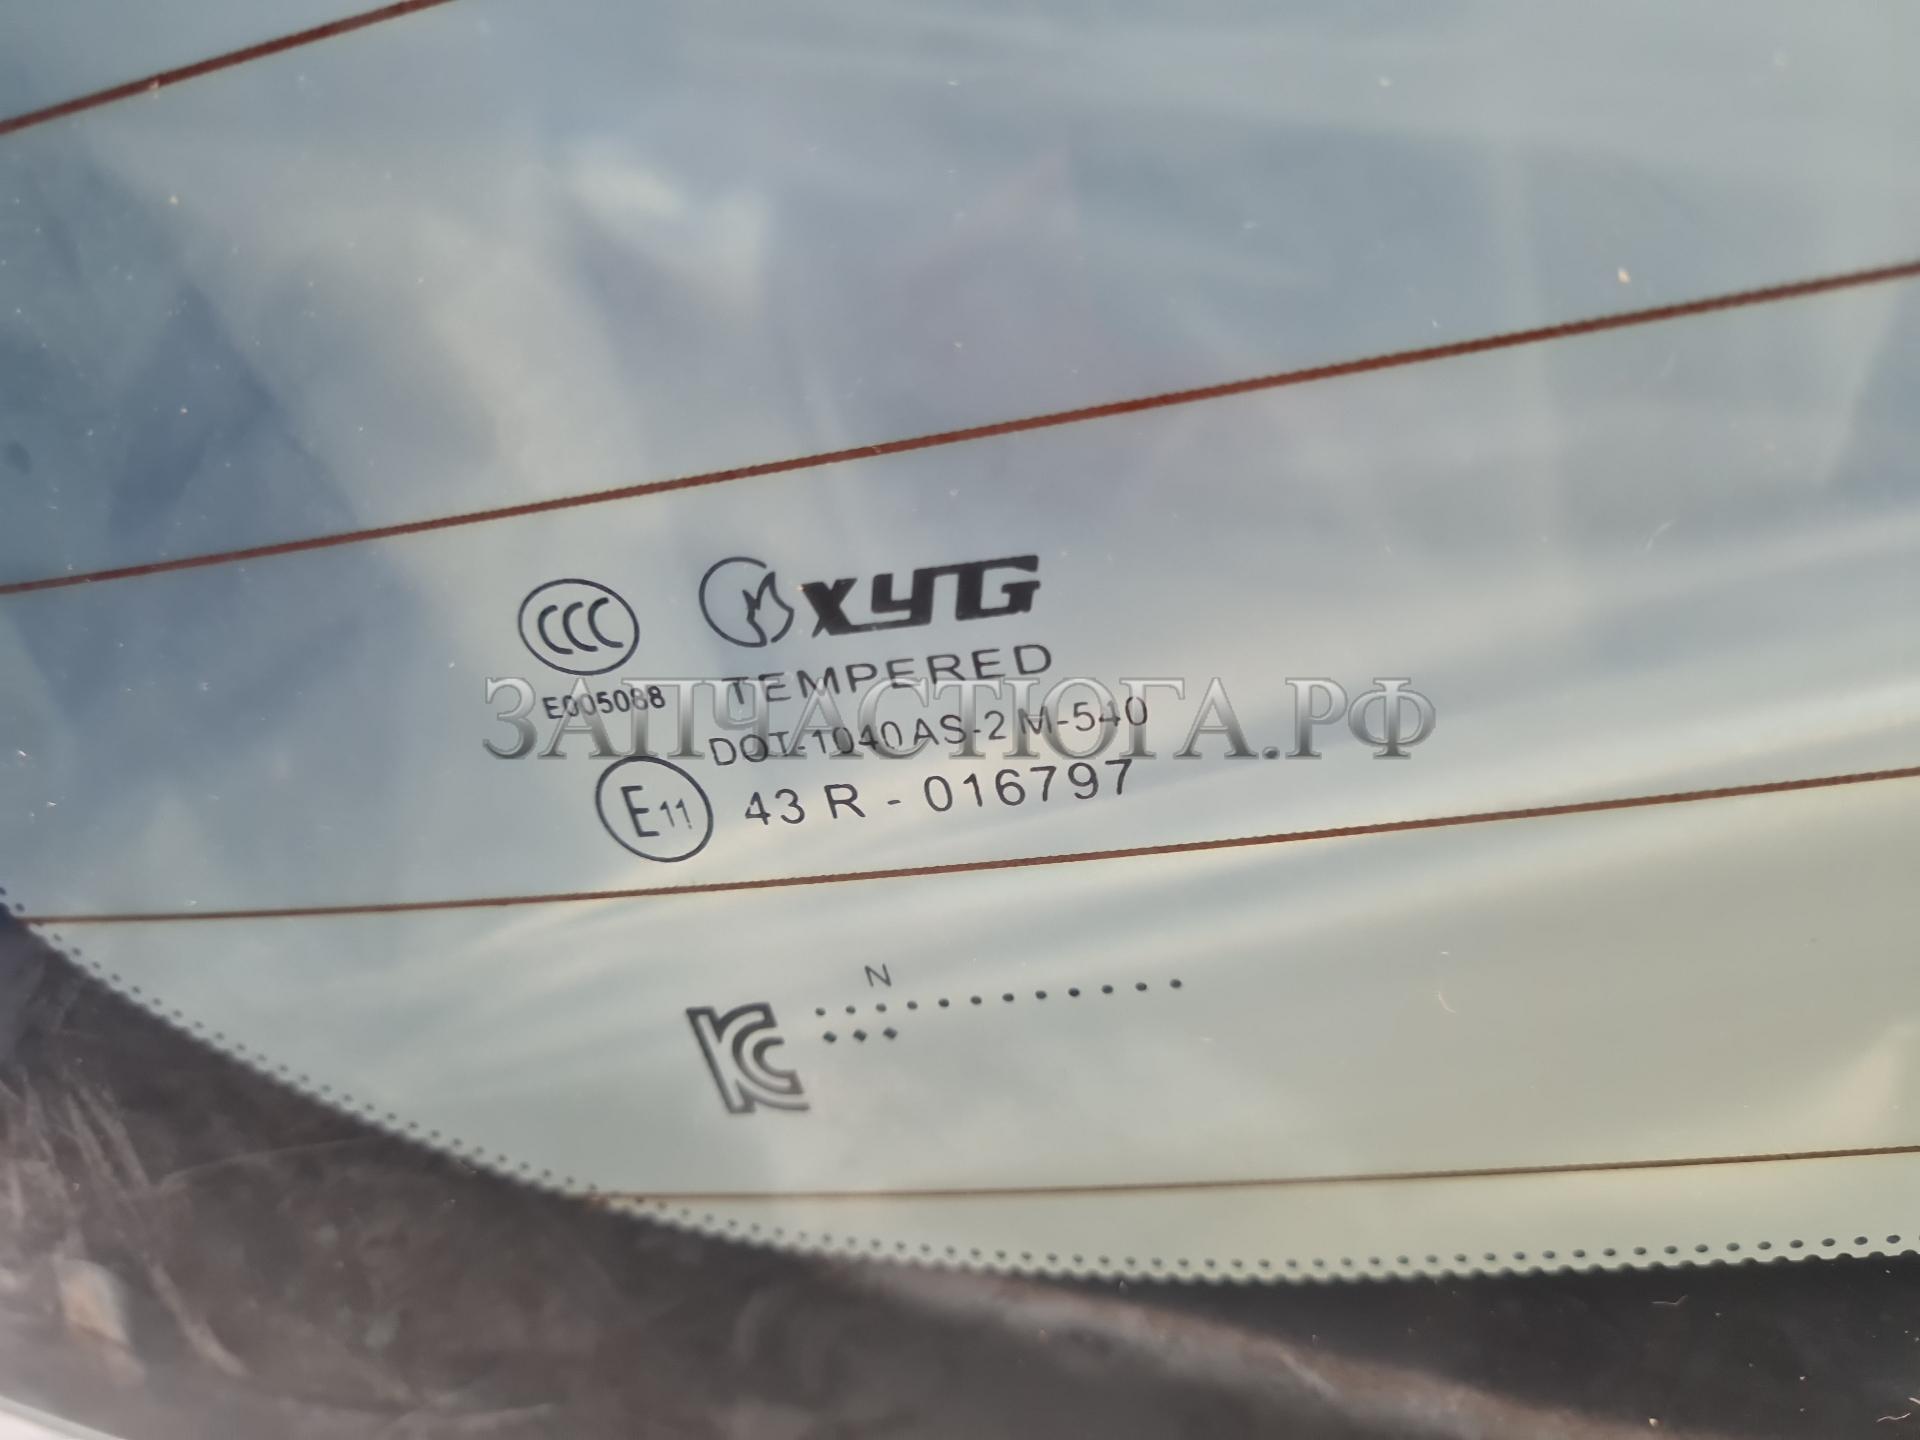 CCC
XYG
TEMPERED
E005088
DOT-1040 AS-2 M-540
E11 43 R - 016797
ЗАПЧАСТЮГА.РФ
N
KC